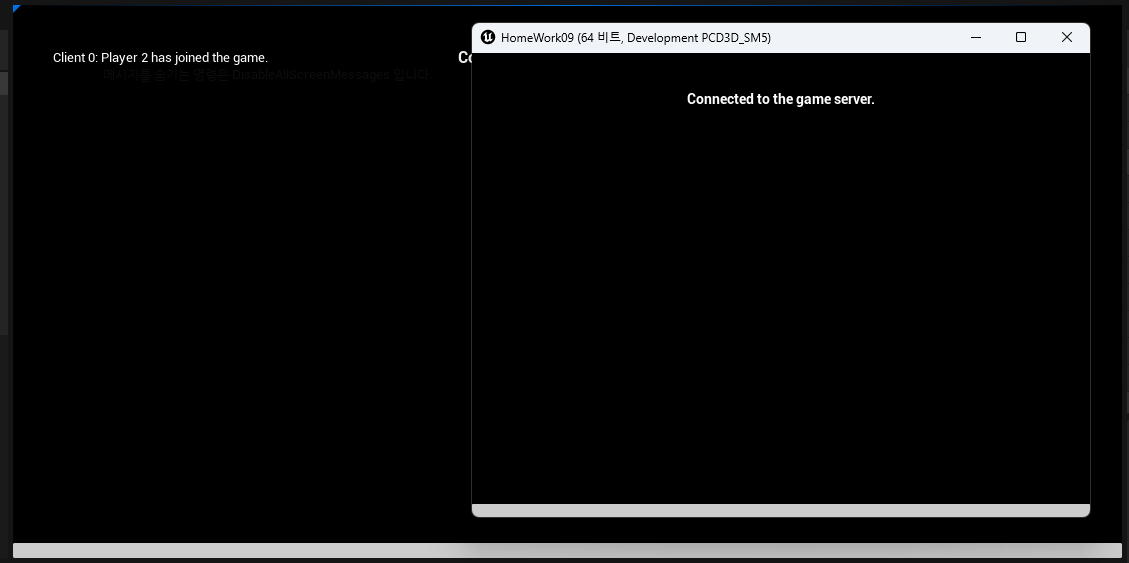 HomeWork09 (64 비트, Development PCD3D_SM5)
Client 0: Player 2 has joined the game.
Co
메시지를 숨기는 명령은 DisableAllScreenMessages 입니다.
Connected to the game server.